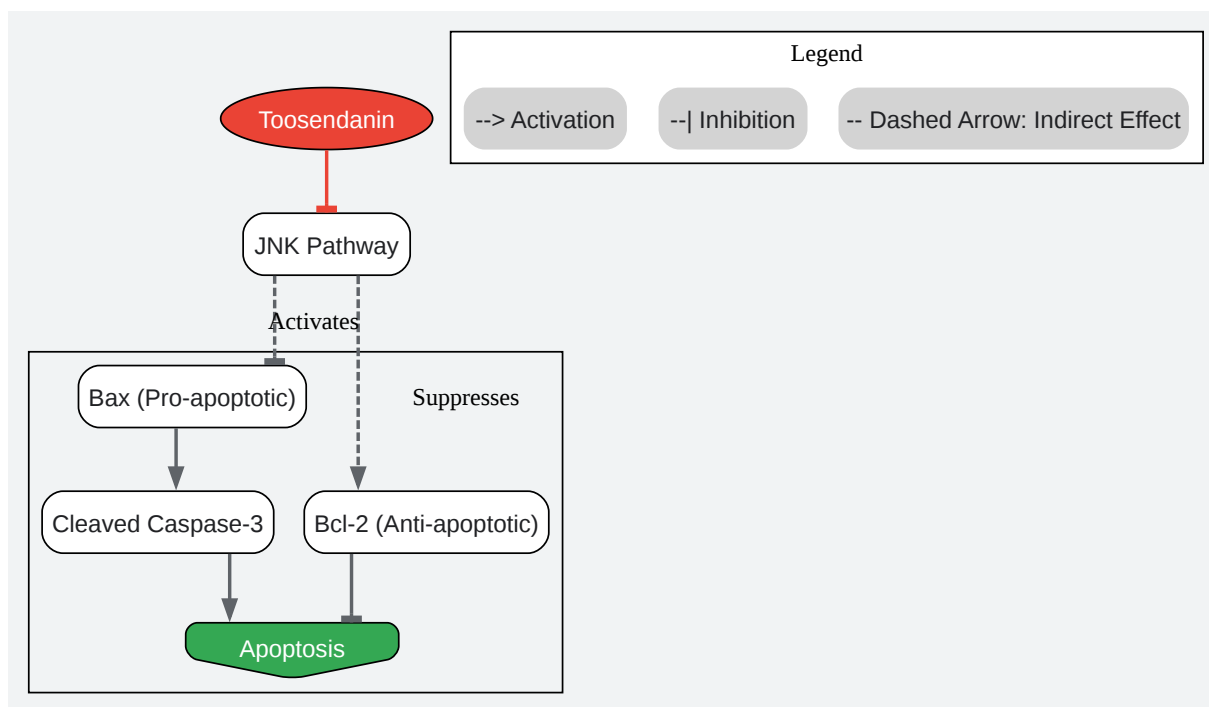 Legend
--> Activation
--| Inhibition
-- Dashed Arrow: Indirect Effect
Toosendanin
JNK Pathway
Activates
Bax (Pro-apoptotic)
Suppresses
Cleaved Caspase-3
Bcl-2 (Anti-apoptotic)
Apoptosis